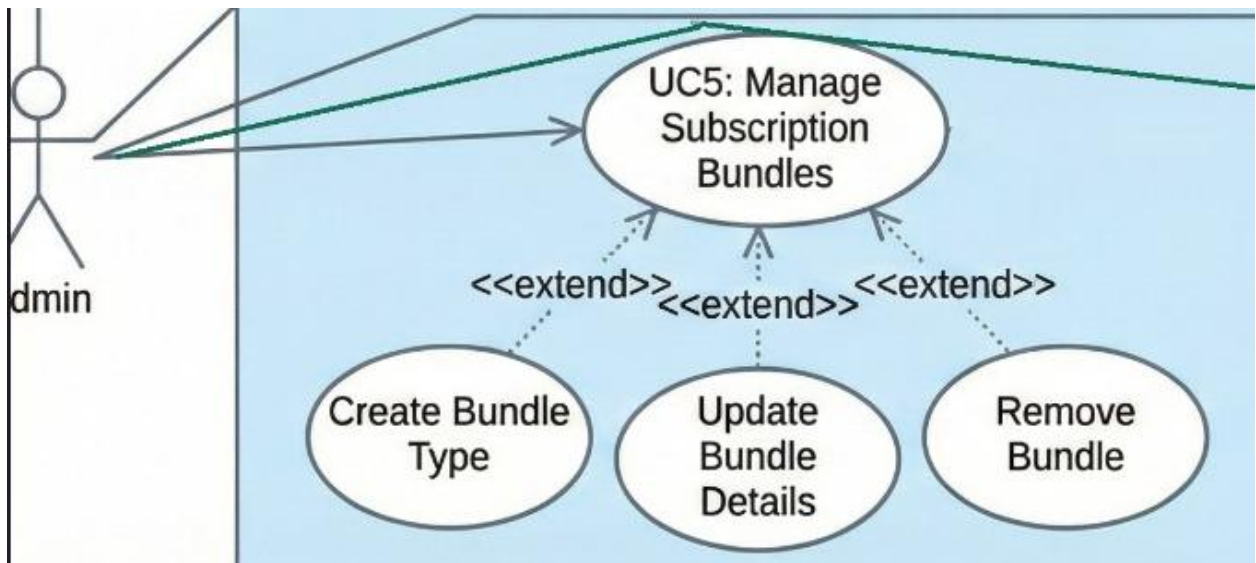 UC5: Manage
Subscription
Bundles
<<extend>>
<<extend>>
<<extend>>
dmin
Create Bundle
Type
Update
Bundle
Details
Remove
Bundle